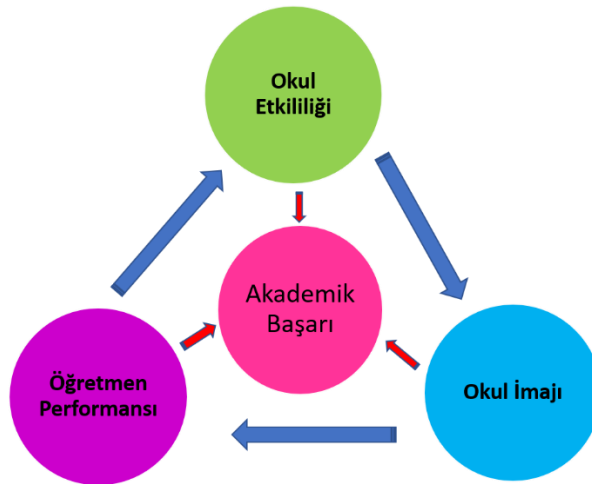 Okul
Etkililiği
Akademik
Başarı
Öğretmen
Performansı
Okul İmajı